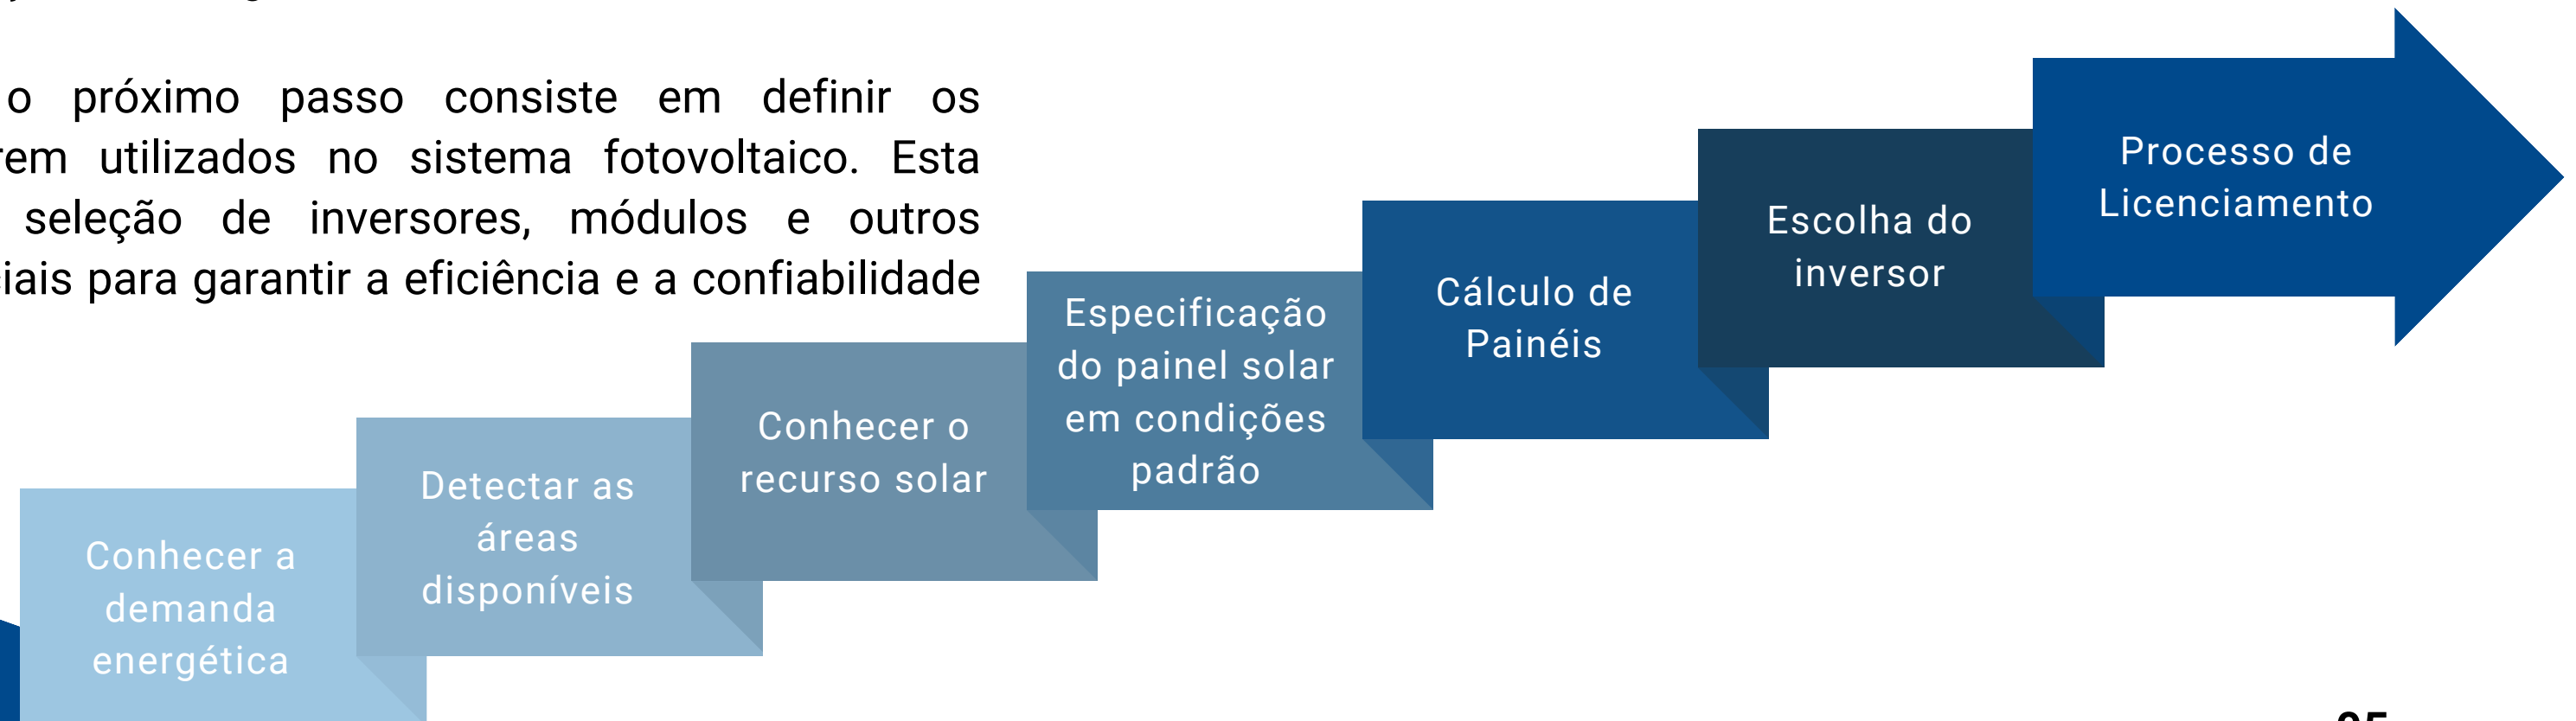 o próximo passo consiste em definir os
utilizados no sistema fotovoltaico. Esta
seleção de inversores, módulos e outros
para garantir a eficiência e a confiabilidade
Conhecer a
demanda
energética
Detectar as
áreas
disponíveis
Conhecer o
recurso solar
Especificação
do painel solar
em condições
padrão
Cálculo de
Painéis
Escolha do
inversor
Processo de
Licenciamento